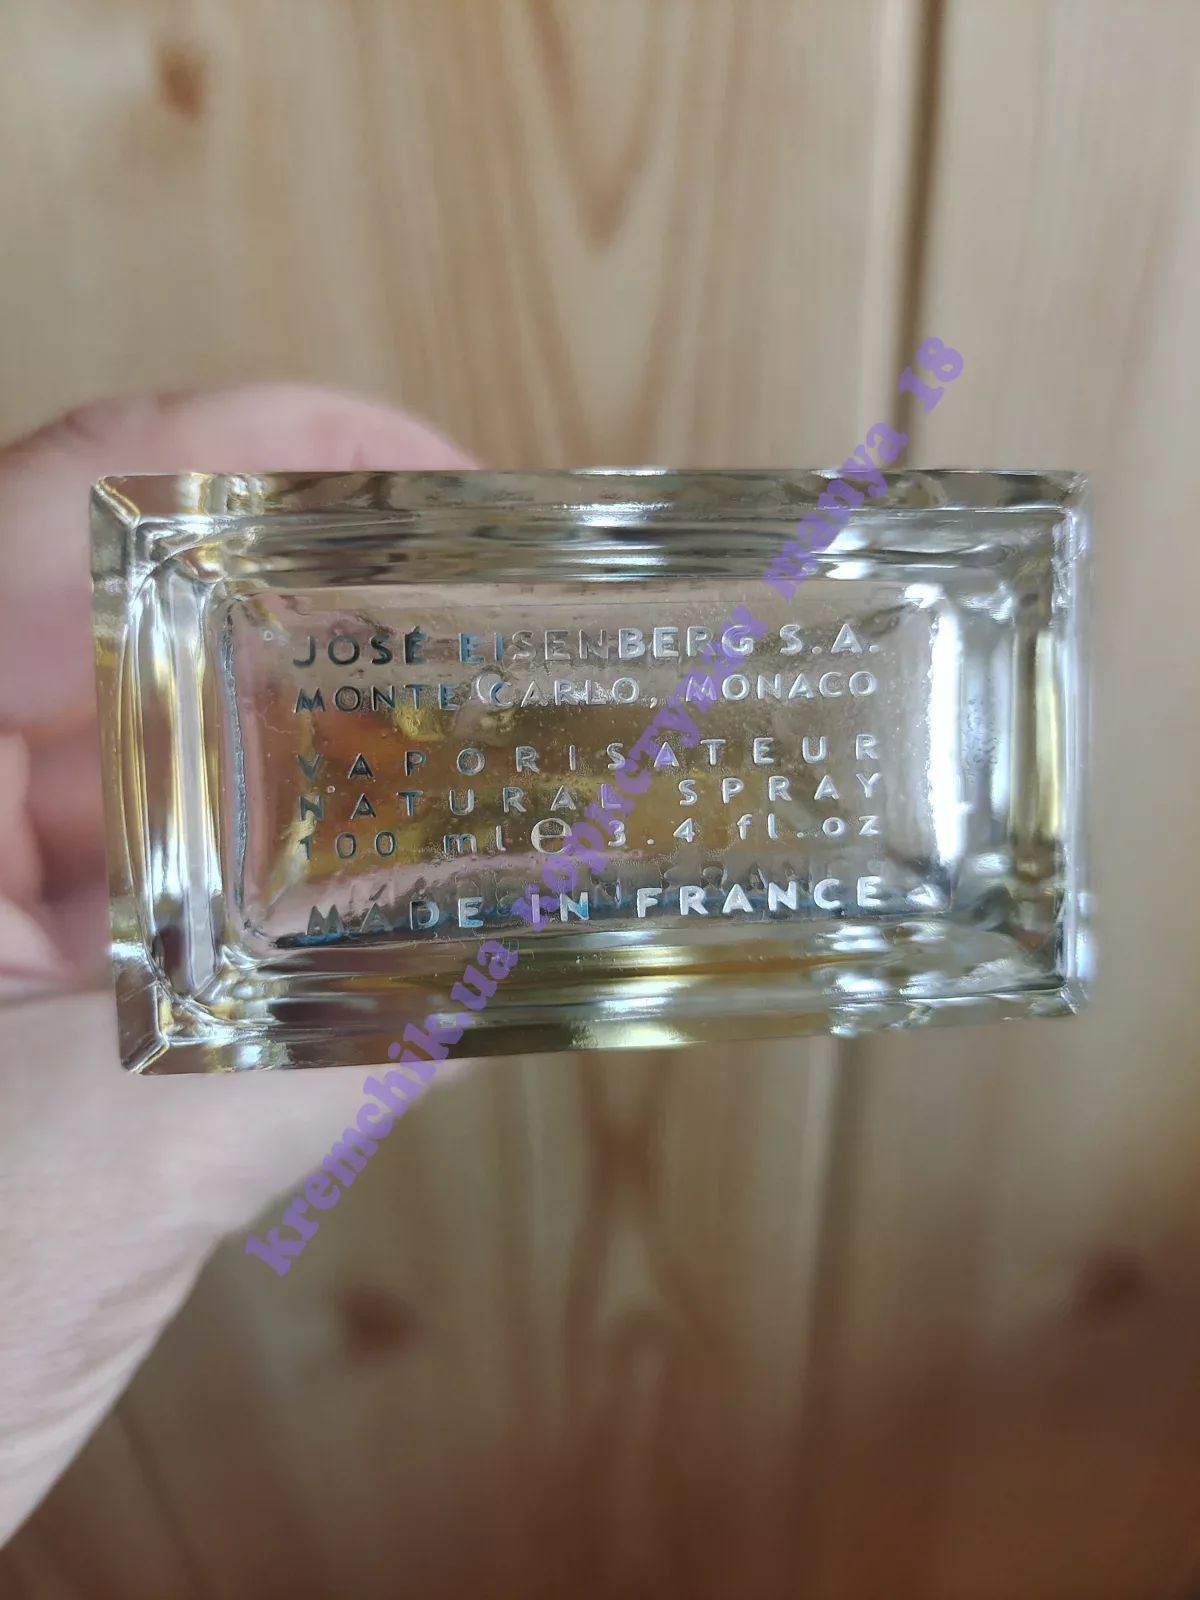 JOSÉ EISENBERG S.A.
MONTE CARLO, MONACO
VAPORISATEUR
NATURAL SPRAY
100 ml e 3.4 fl.oz
MADE IN FRANCE
kremchik.ua хористулаа manya 18